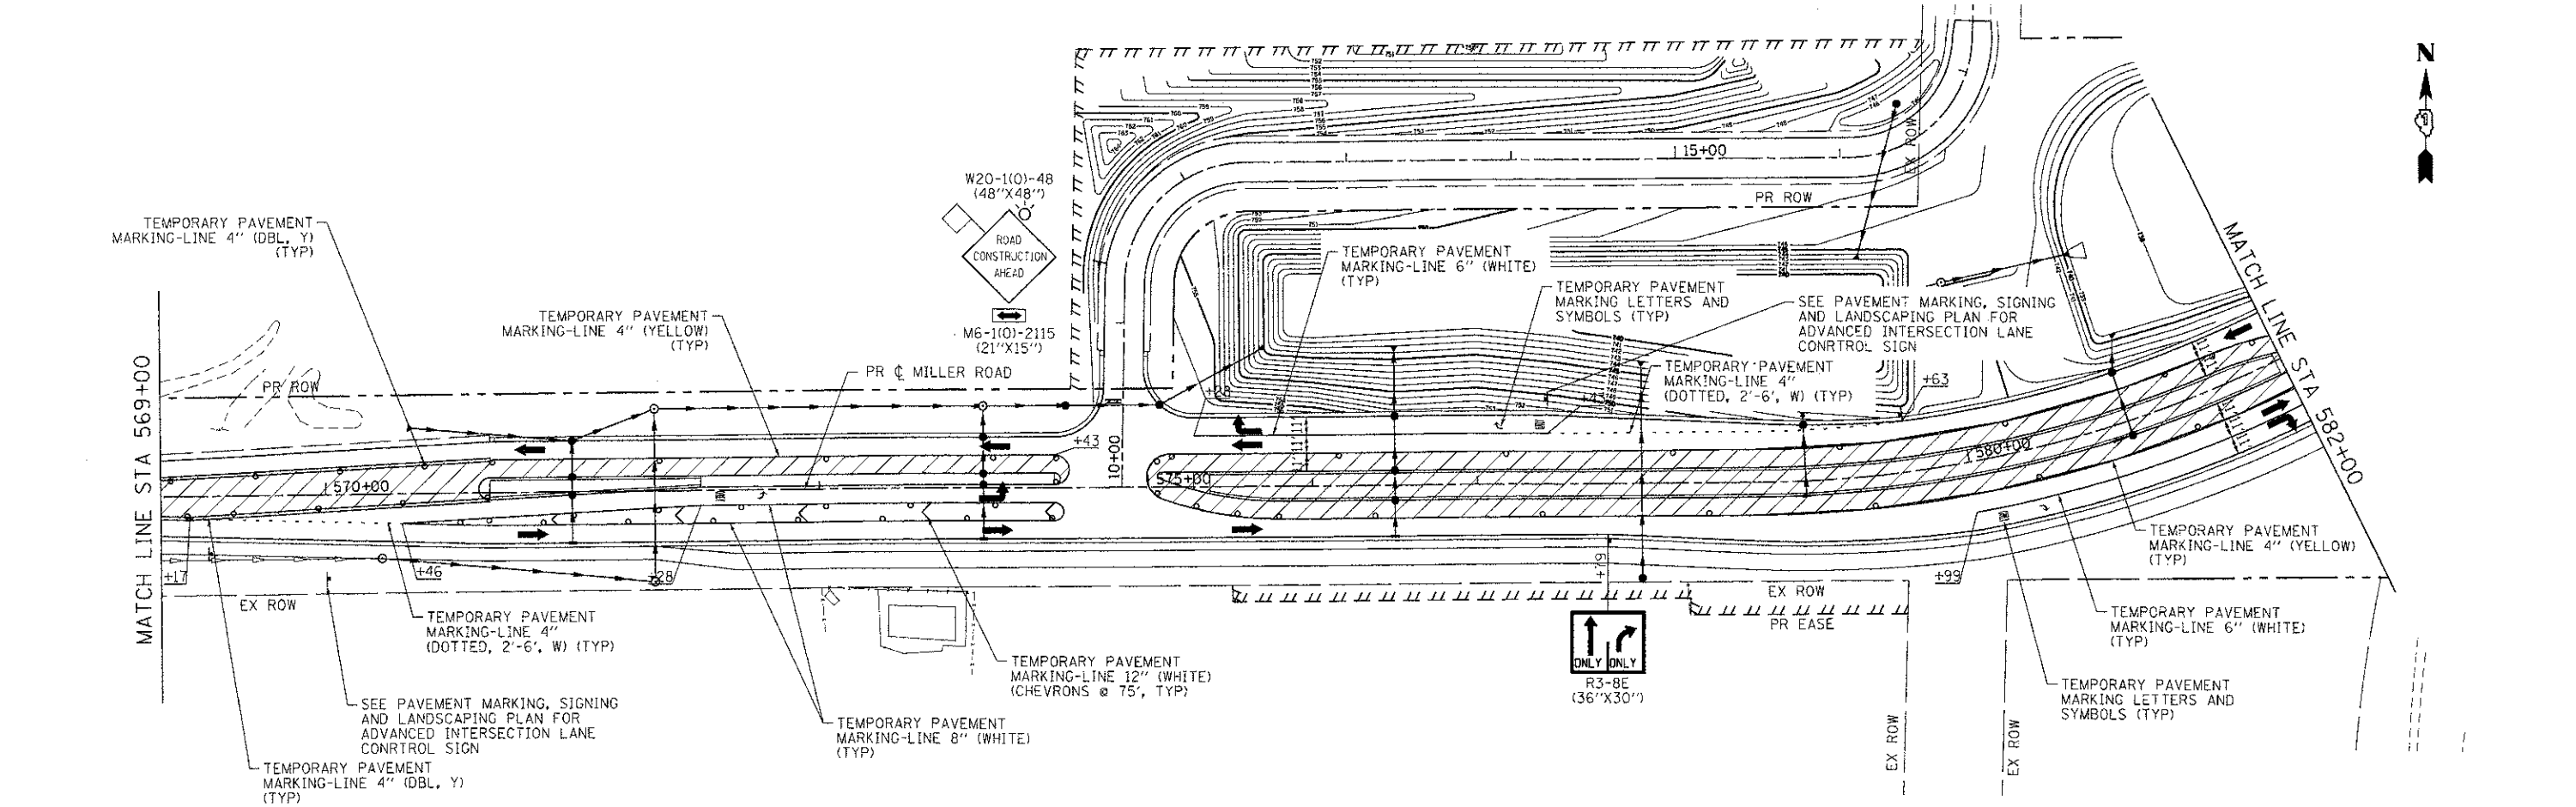 N
W20-1(O)-48
(48"X48")
ROAD
CONSTRUCTION
AHEAD
M6-1(O)-2115
(21"X15")
TEMPORARY PAVEMENT
MARKING-LINE 4" (DBL, Y)
(TYP)
TEMPORARY PAVEMENT
MARKING-LINE 4" (YELLOW)
(TYP)
PR ℄ MILLER ROAD
PR ROW
MATCH LINE STA 569+00
115+00
EX ROW
PR ROW
TEMPORARY PAVEMENT
MARKING-LINE 6" (WHITE)
(TYP)
TEMPORARY PAVEMENT
MARKING LETTERS AND
SYMBOLS (TYP)
SEE PAVEMENT MARKING, SIGNING
AND LANDSCAPING PLAN FOR
ADVANCED INTERSECTION LANE
CONRTROL SIGN
TEMPORARY PAVEMENT
MARKING-LINE 4"
(DOTTED, 2'-6', W) (TYP)
MATCH LINE STA 582+00
+28
+43
+63
+43
10+00
570+00
575+00
580+00
11' 11' 11'
+17
+46
+28
+79
+99
EX ROW
TEMPORARY PAVEMENT
MARKING-LINE 4"
(DOTTED, 2'-6', W) (TYP)
SEE PAVEMENT MARKING, SIGNING
AND LANDSCAPING PLAN FOR
ADVANCED INTERSECTION LANE
CONRTROL SIGN
TEMPORARY PAVEMENT
MARKING-LINE 4" (DBL, Y)
(TYP)
TEMPORARY PAVEMENT
MARKING-LINE 8" (WHITE)
(TYP)
TEMPORARY PAVEMENT
MARKING-LINE 12" (WHITE)
(CHEVRONS @ 75', TYP)
ONLY ONLY
R3-8E
(36"X30")
EX ROW
PR EASE
EX ROW
EX ROW
TEMPORARY PAVEMENT
MARKING-LINE 4" (YELLOW)
(TYP)
TEMPORARY PAVEMENT
MARKING-LINE 6" (WHITE)
(TYP)
TEMPORARY PAVEMENT
MARKING LETTERS AND
SYMBOLS (TYP)